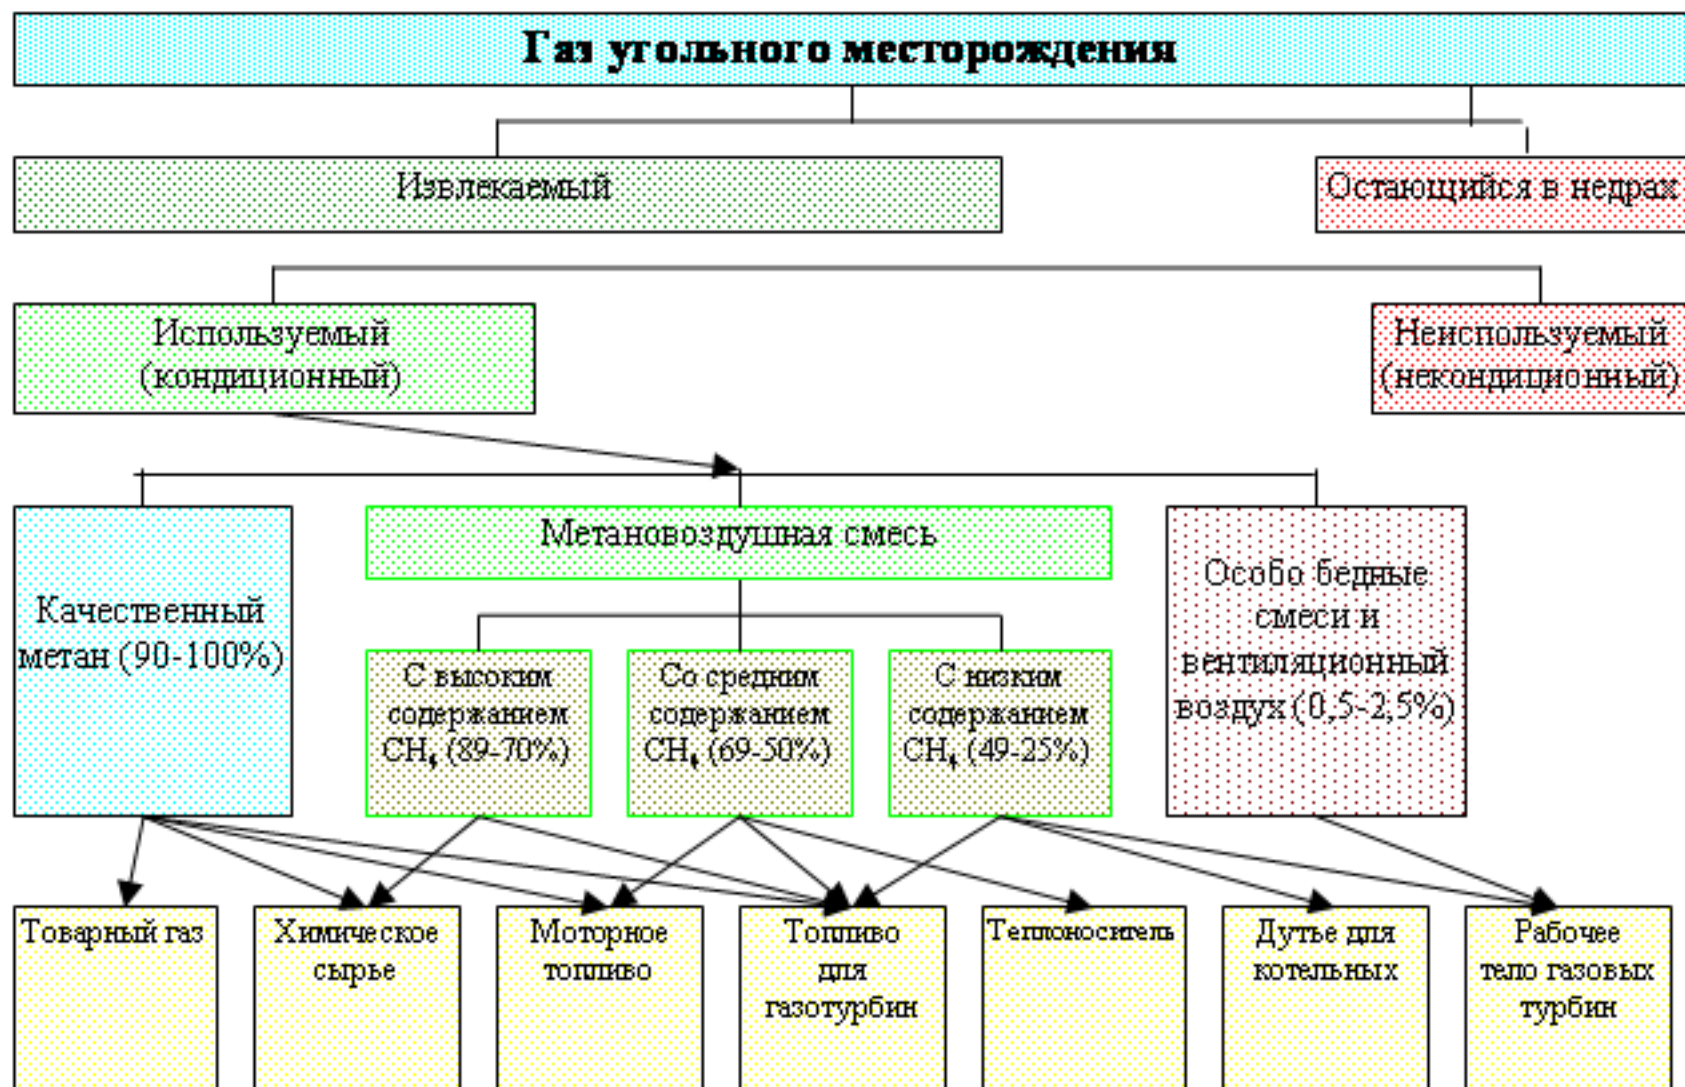 Газ угольного месторождения
Извлекаемый
Остающийся в недрах
Используемый
(кондиционный)
Неиспользуемый
(некондиционный)
Качественный
метан (90-100%)
Метановоздушная смесь
С высоким
содержанием
CH₄ (89-70%)
Со средним
содержанием
CH₄ (69-50%)
С низким
содержанием
CH₄ (49-25%)
Особо бедные
смеси и
вентиляционный
воздух (0,5-2,5%)
Товарный газ
Химическое
сырье
Моторное
топливо
Топливо
для
газотурбин
Теплоноситель
Дутье для
котельных
Рабочее
тело газовых
турбин